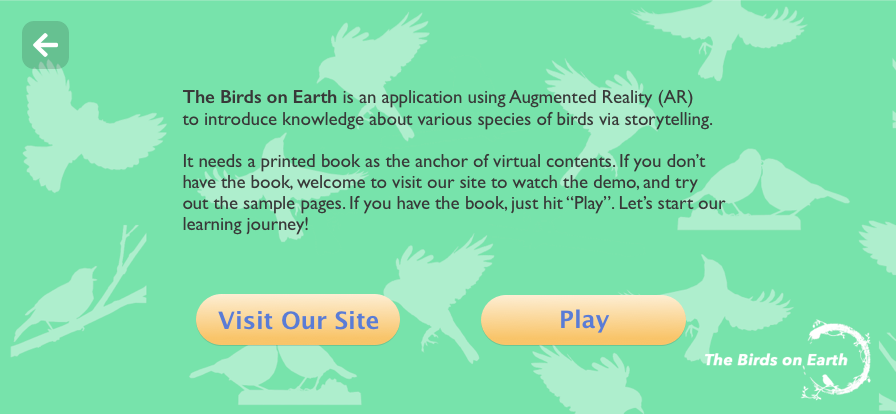 The Birds on Earth is an application using Augmented Reality (AR)
to introduce knowledge about various species of birds via storytelling.
It needs a printed book as the anchor of virtual contents. If you don’t
have the book, welcome to visit our site to watch the demo, and try
out the sample pages. If you have the book, just hit “Play”. Let’s start our
learning journey!
Visit Our Site
Play
The Birds on Earth